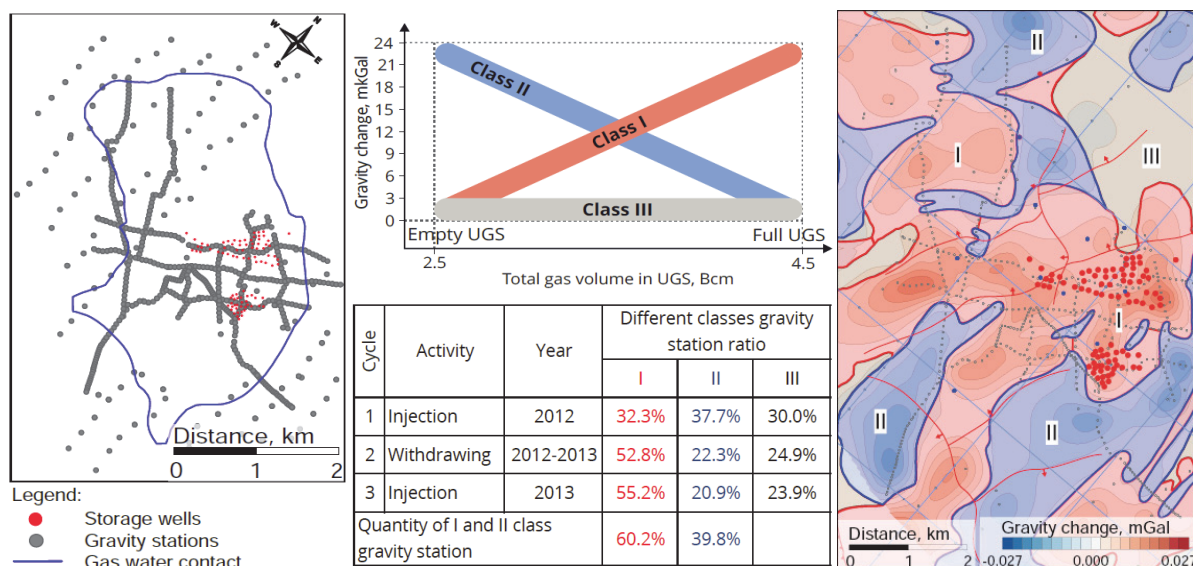 W
N
S
E
Distance, km
0
1
2
Legend:
Storage wells
Gravity stations
Gas water contact
Gravity change, mkGal
24
21
18
15
12
9
6
3
0
Class II
Class I
Class III
Empty UGS
Full UGS
2.5
4.5
Total gas volume in UGS, Bcm
Cycle
Activity
Year
Different classes gravity
station ratio
I II III
1 Injection 2012 32.3% 37.7% 30.0%
2 Withdrawing 2012-2013 52.8% 22.3% 24.9%
3 Injection 2013 55.2% 20.9% 23.9%
Quantity of I and II class
gravity station
60.2% 39.8%
II
I
III
I
II
II
Distance, km
0 1 2
Gravity change, mGal
-0.027 0.000 0.027